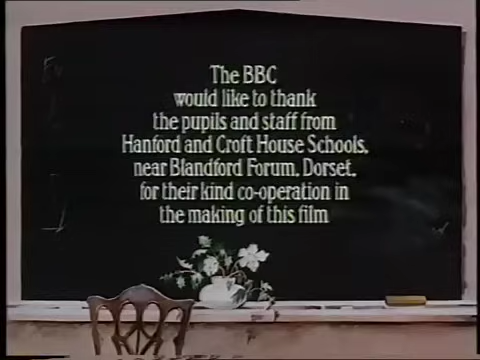 The BBC
would like to thank
the pupils and staff from
Hanford and Croft House Schools,
near Blandford Forum, Dorset,
for their kind co-operation in
the making of this film